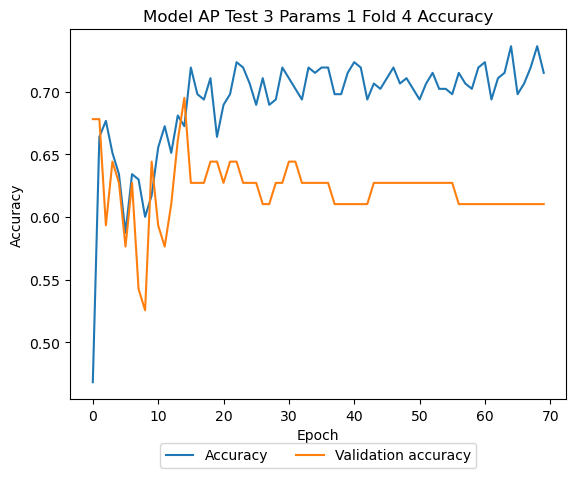 Model AP Test 3 Params 1 Fold 4 Accuracy
Accuracy
0.70
0.65
0.60
0.55
0.50
0 10 20 30 40 50 60 70
Epoch
Accuracy Validation accuracy